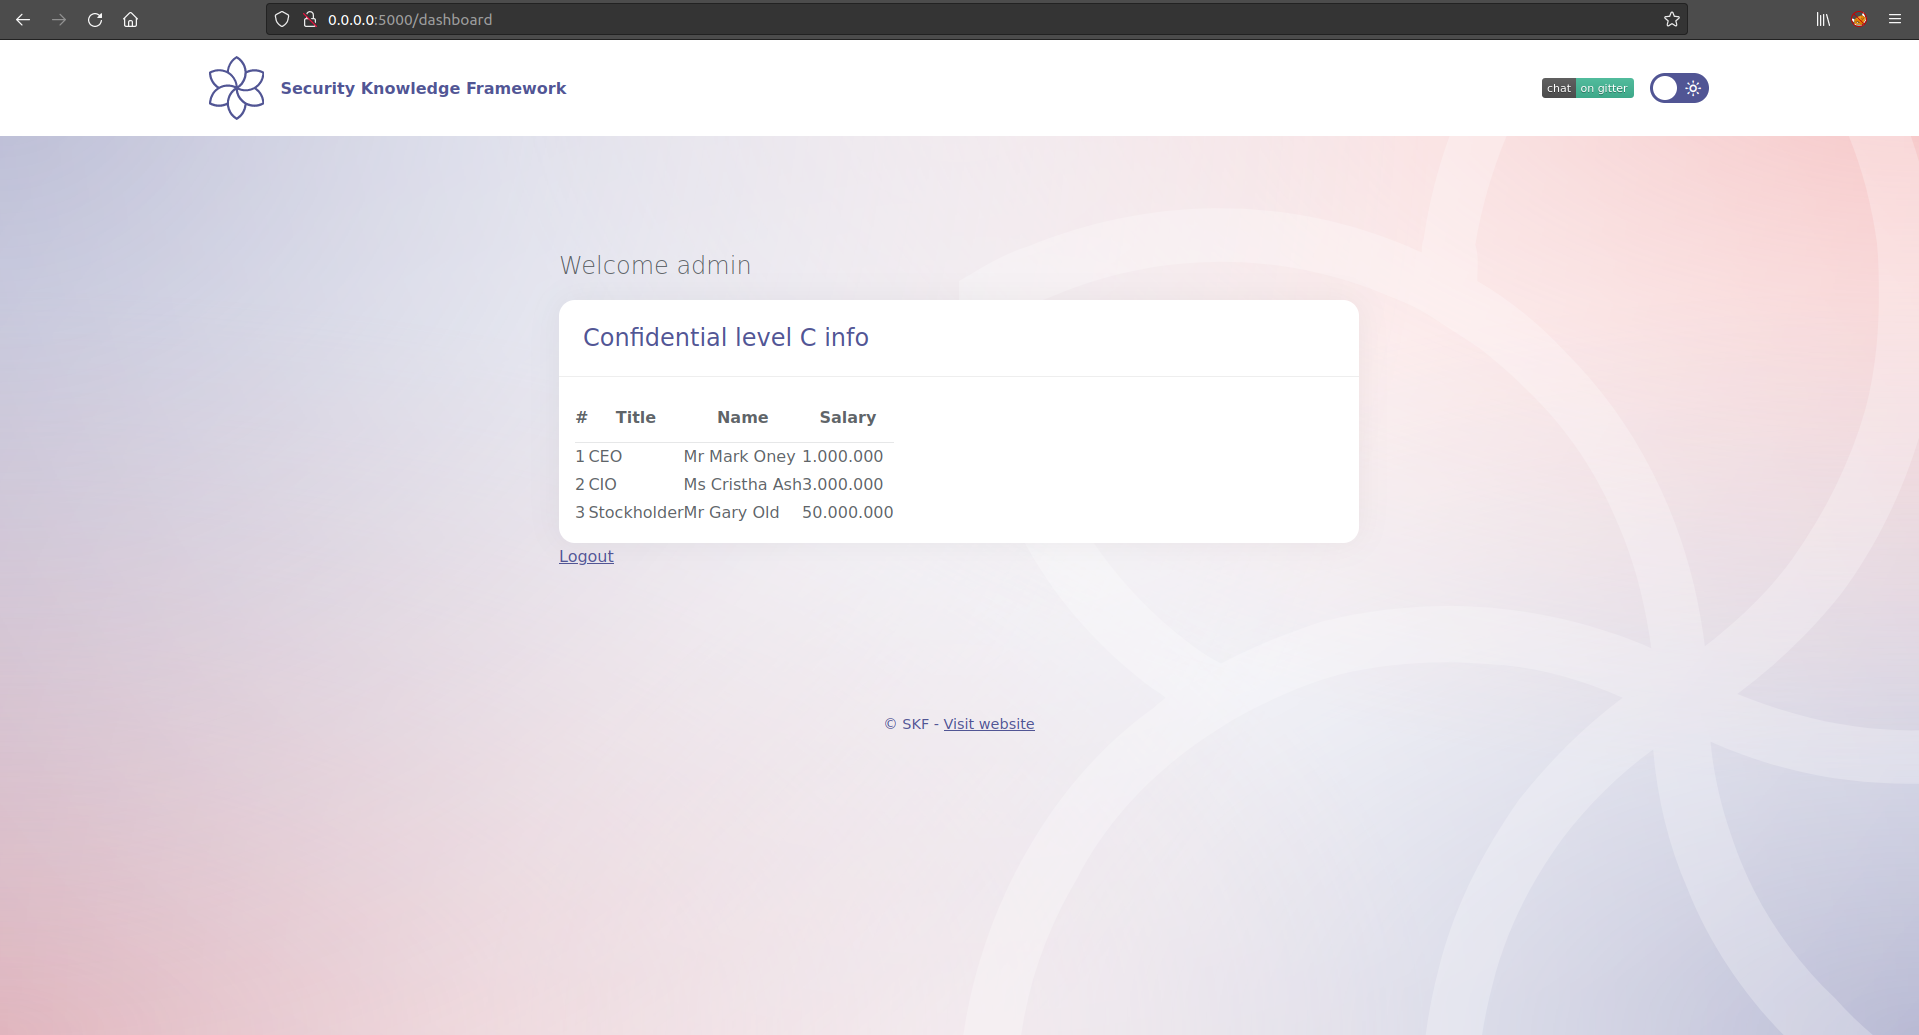 0.0.0.0:5000/dashboard
Security Knowledge Framework
chat on gitter
Welcome admin
Confidential level C info
# Title Name Salary
1 CEO Mr Mark Oney 1.000.000
2 CIO Ms Cristha Ash 3.000.000
3 Stockholder Mr Gary Old 50.000.000
Logout
© SKF - Visit website